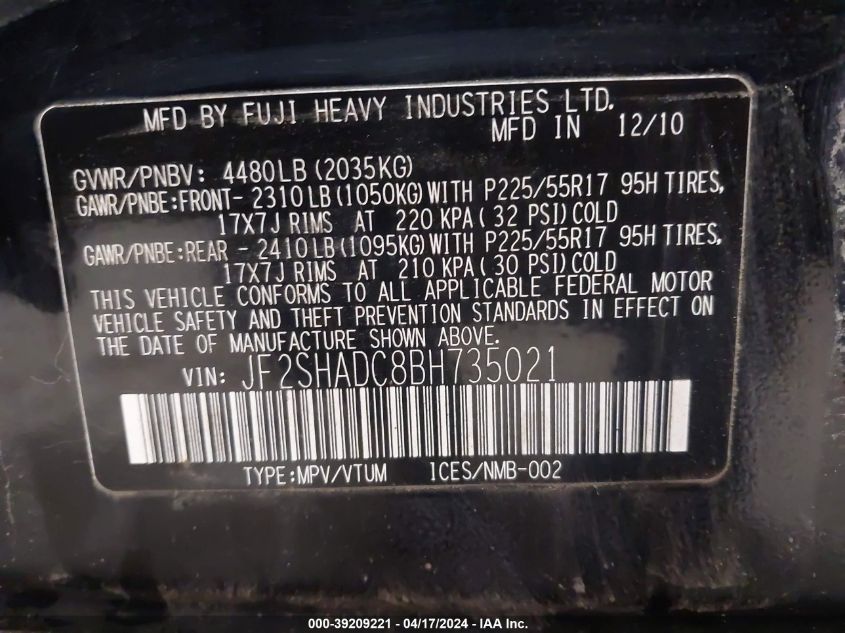 MFD BY FUJI HEAVY INDUSTRIES LTD.
MFD IN 12/10
GVWR/PNBV: 4480LB (2035KG)
GAWR/PNBE:FRONT- 2310LB(1050KG)WITH P225/55R17 95H TIRES,
17X7J RIMS AT 220 KPA( 32 PSI)COLD
GAWR/PNBE:REAR - 2410LB(1095KG)WITH P225/55R17 95H TIRES,
17X7J RIMS AT 210 KPA( 30 PSI)COLD
THIS VEHICLE CONFORMS TO ALL APPLICABLE FEDERAL MOTOR
VEHICLE SAFETY AND THEFT PREVENTION STANDARDS IN EFFECT ON
THE DATE OF MANUFACTURE SHOWN ABOVE.
VIN: JF2SHADC8BH735021
TYPE:MPV/VTUM ICES/NMB-002
000-39209221 - 04/17/2024 - IAA Inc.